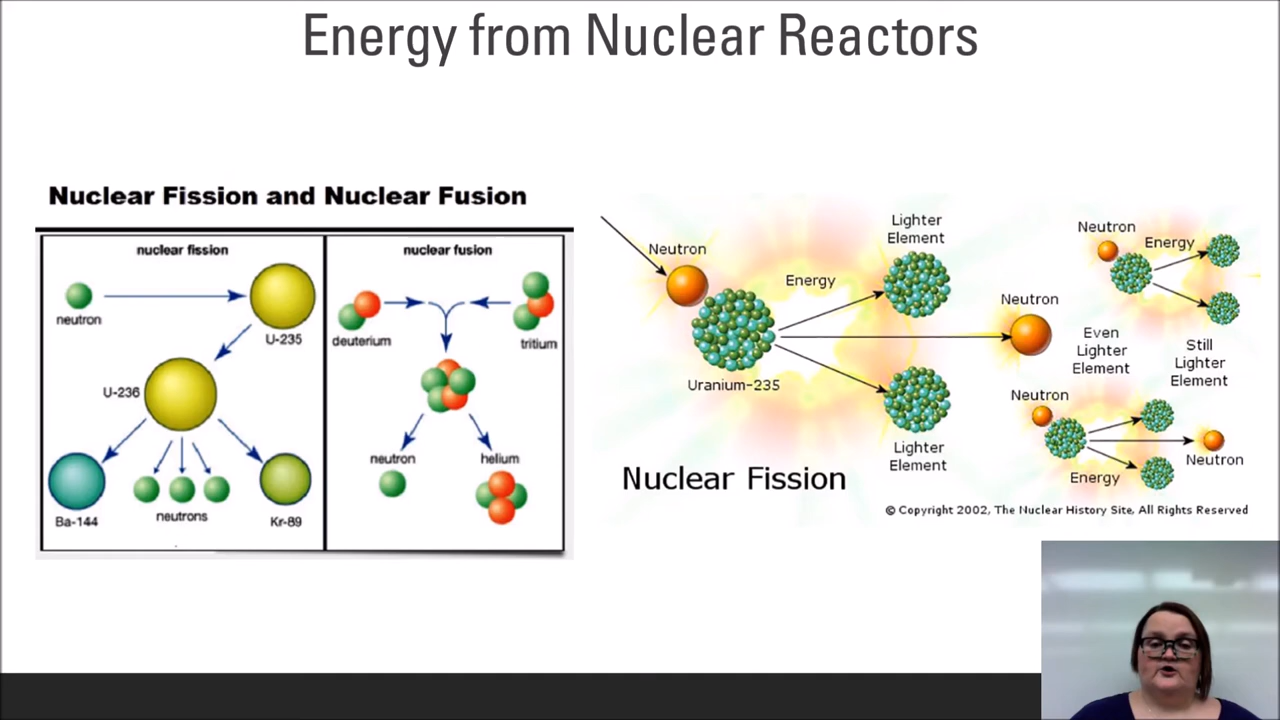 Energy from Nuclear Reactors
Nuclear Fission and Nuclear Fusion
nuclear fission
neutron
U-235
U-236
Ba-144
neutrons
Kr-89
nuclear fusion
deuterium
tritium
neutron
helium
Neutron
Uranium-235
Energy
Lighter
Element
Lighter
Element
Neutron
Neutron
Energy
Even
Lighter
Element
Still
Lighter
Element
Neutron
Energy
Neutron
Nuclear Fission
© Copyright 2002, The Nuclear History Site, All Rights Reserved